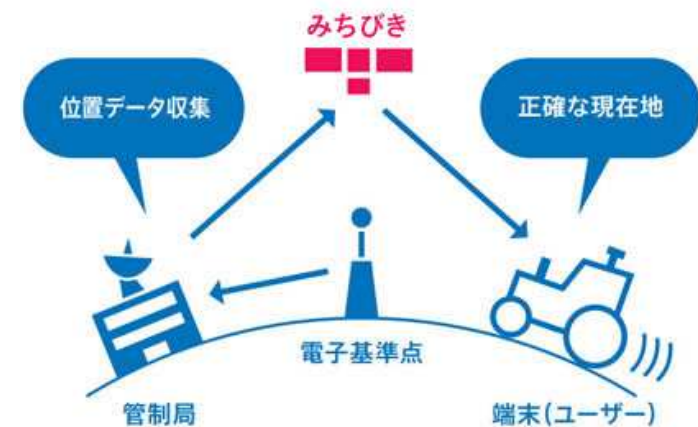 みちびき
位置データ収集
正確な現在地
電子基準点
管制局
端末(ユーザー)